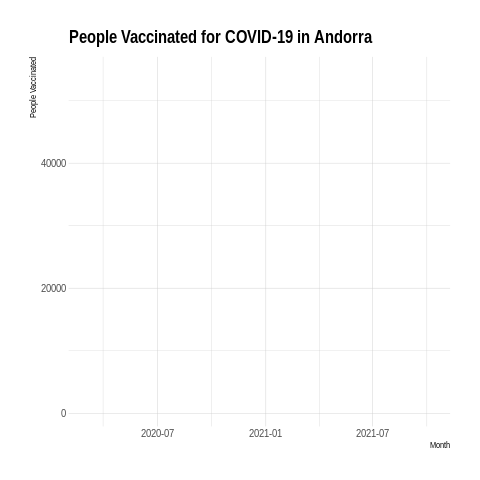 People Vaccinated for COVID-19 in Andorra
People Vaccinated
40000
20000
0
2020-07
2021-01
2021-07
Month